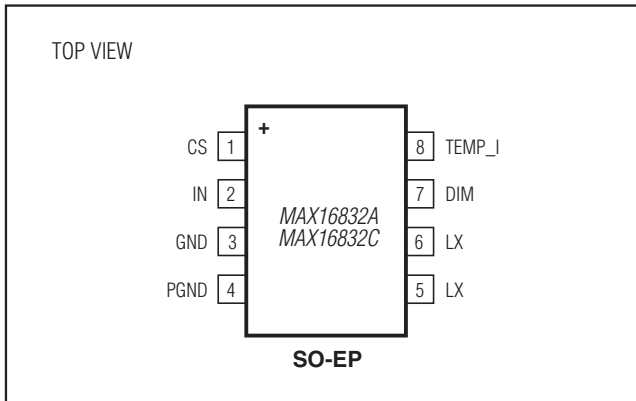 TOP VIEW
+
CS 1 8 TEMP_I
IN 2 7 DIM
MAX16832A
MAX16832C
GND 3 6 LX
PGND 4 5 LX
SO-EP